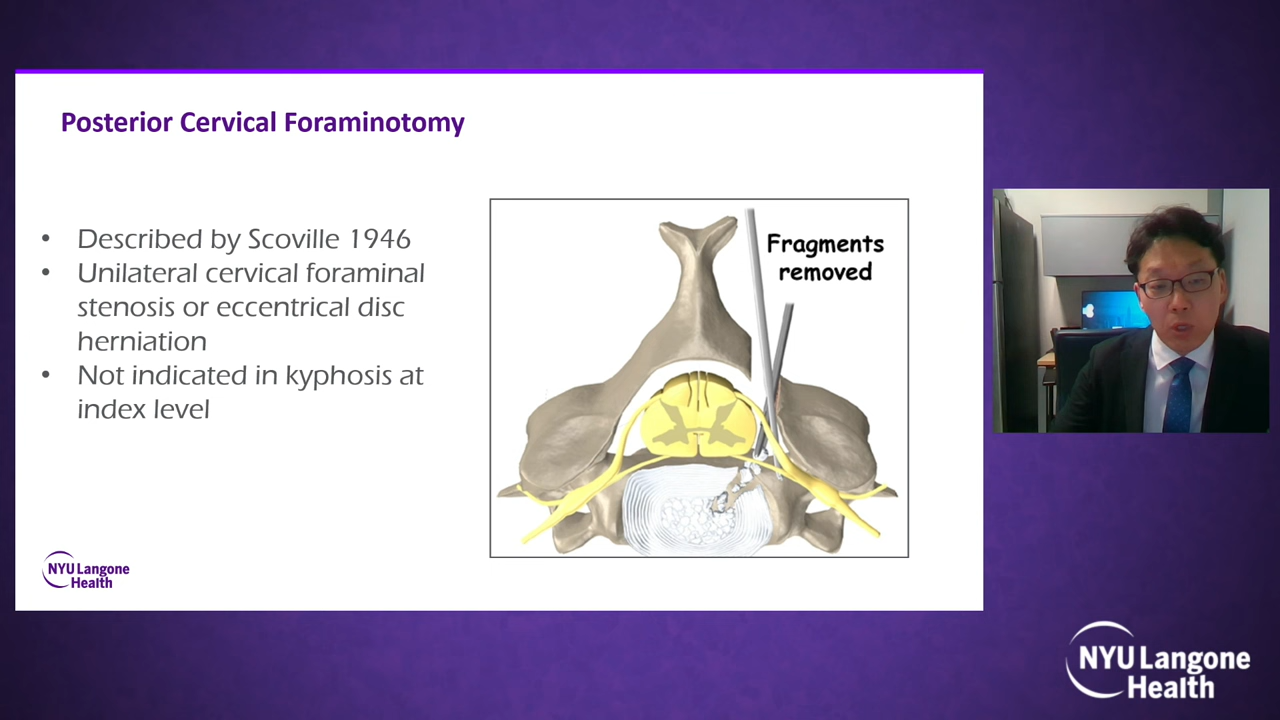 Posterior Cervical Foraminotomy
• Described by Scoville 1946
• Unilateral cervical foraminal
stenosis or eccentrical disc
herniation
• Not indicated in kyphosis at
index level
Fragments
removed
NYU Langone
Health
NYU Langone
Health